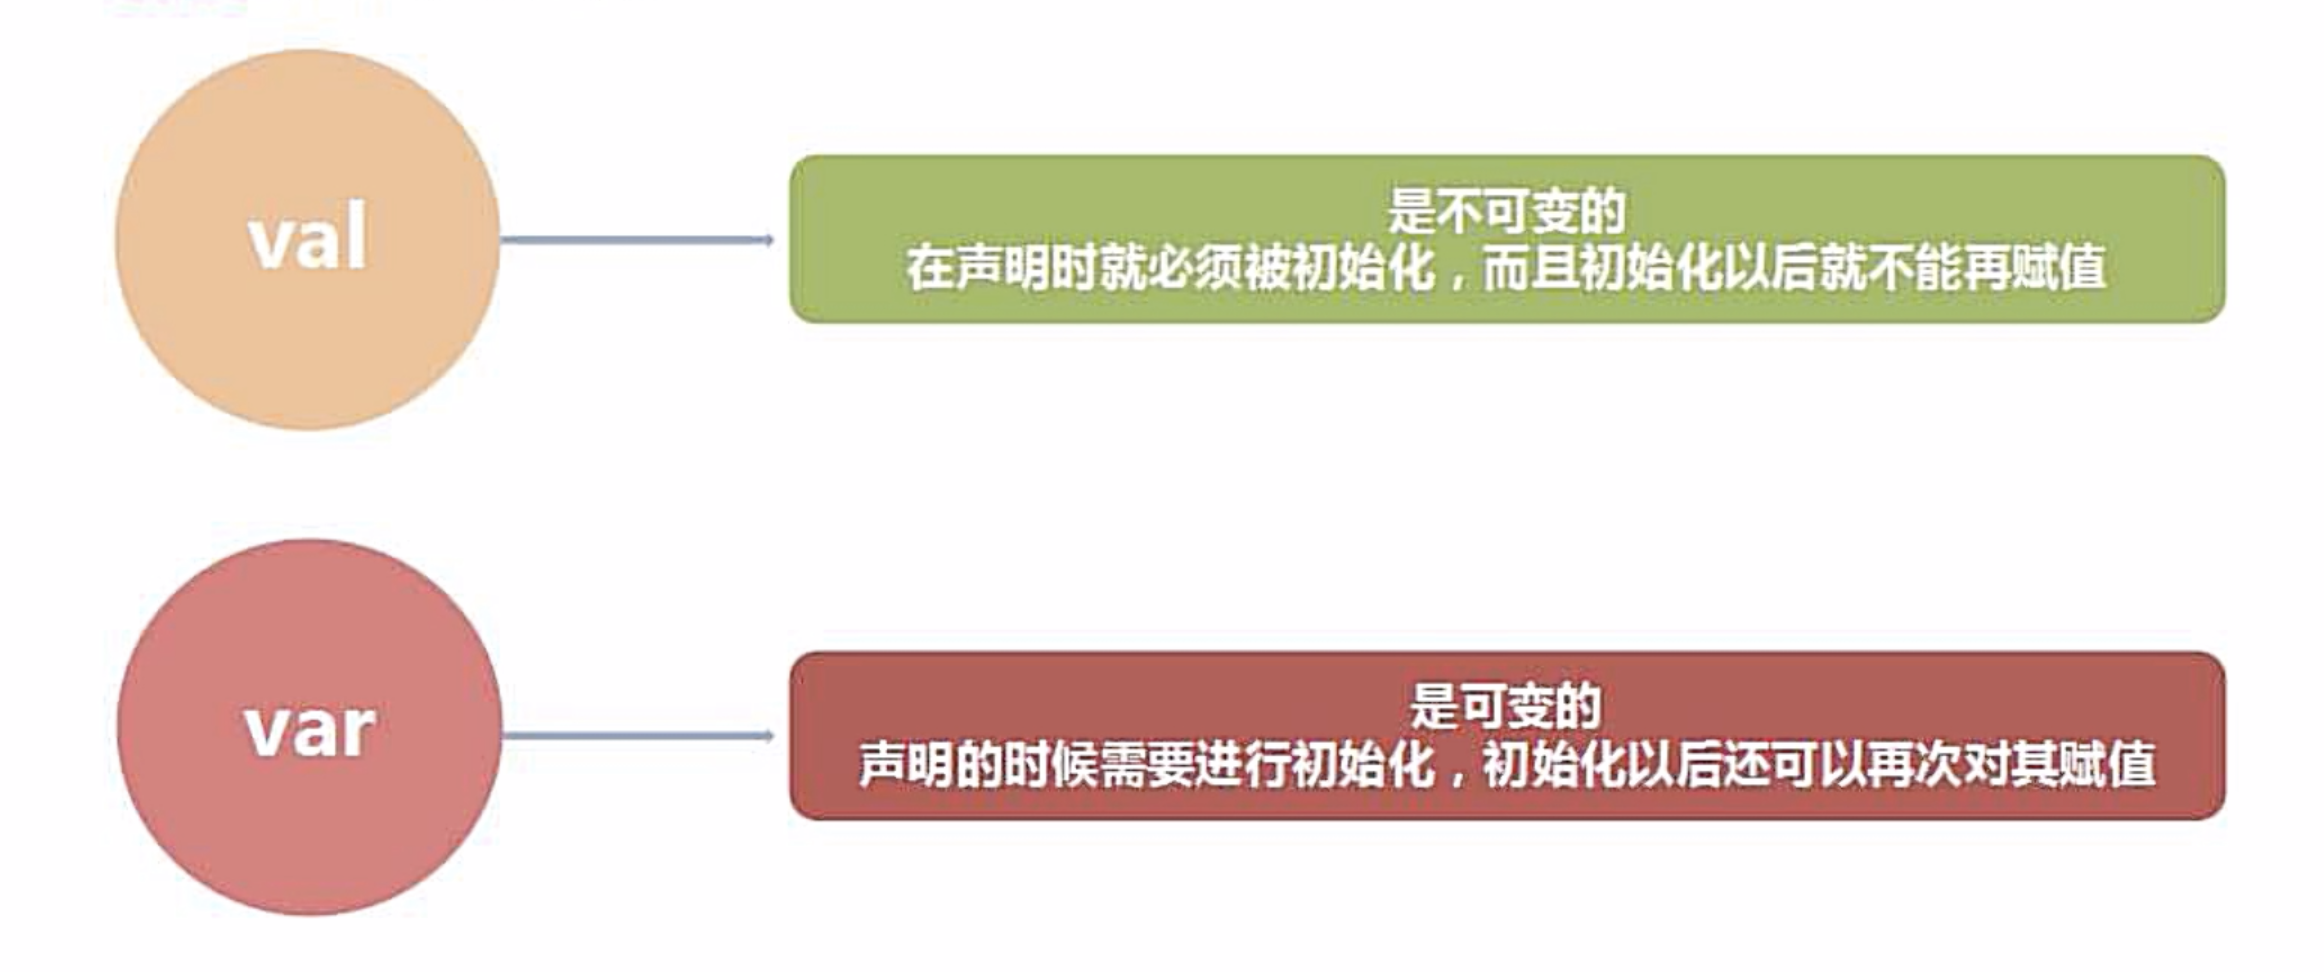 val
是不可变的
在声明时就必须被初始化，而且初始化以后就不能再赋值
var
是可变的
声明的时候需要进行初始化，初始化以后还可以再次对其赋值